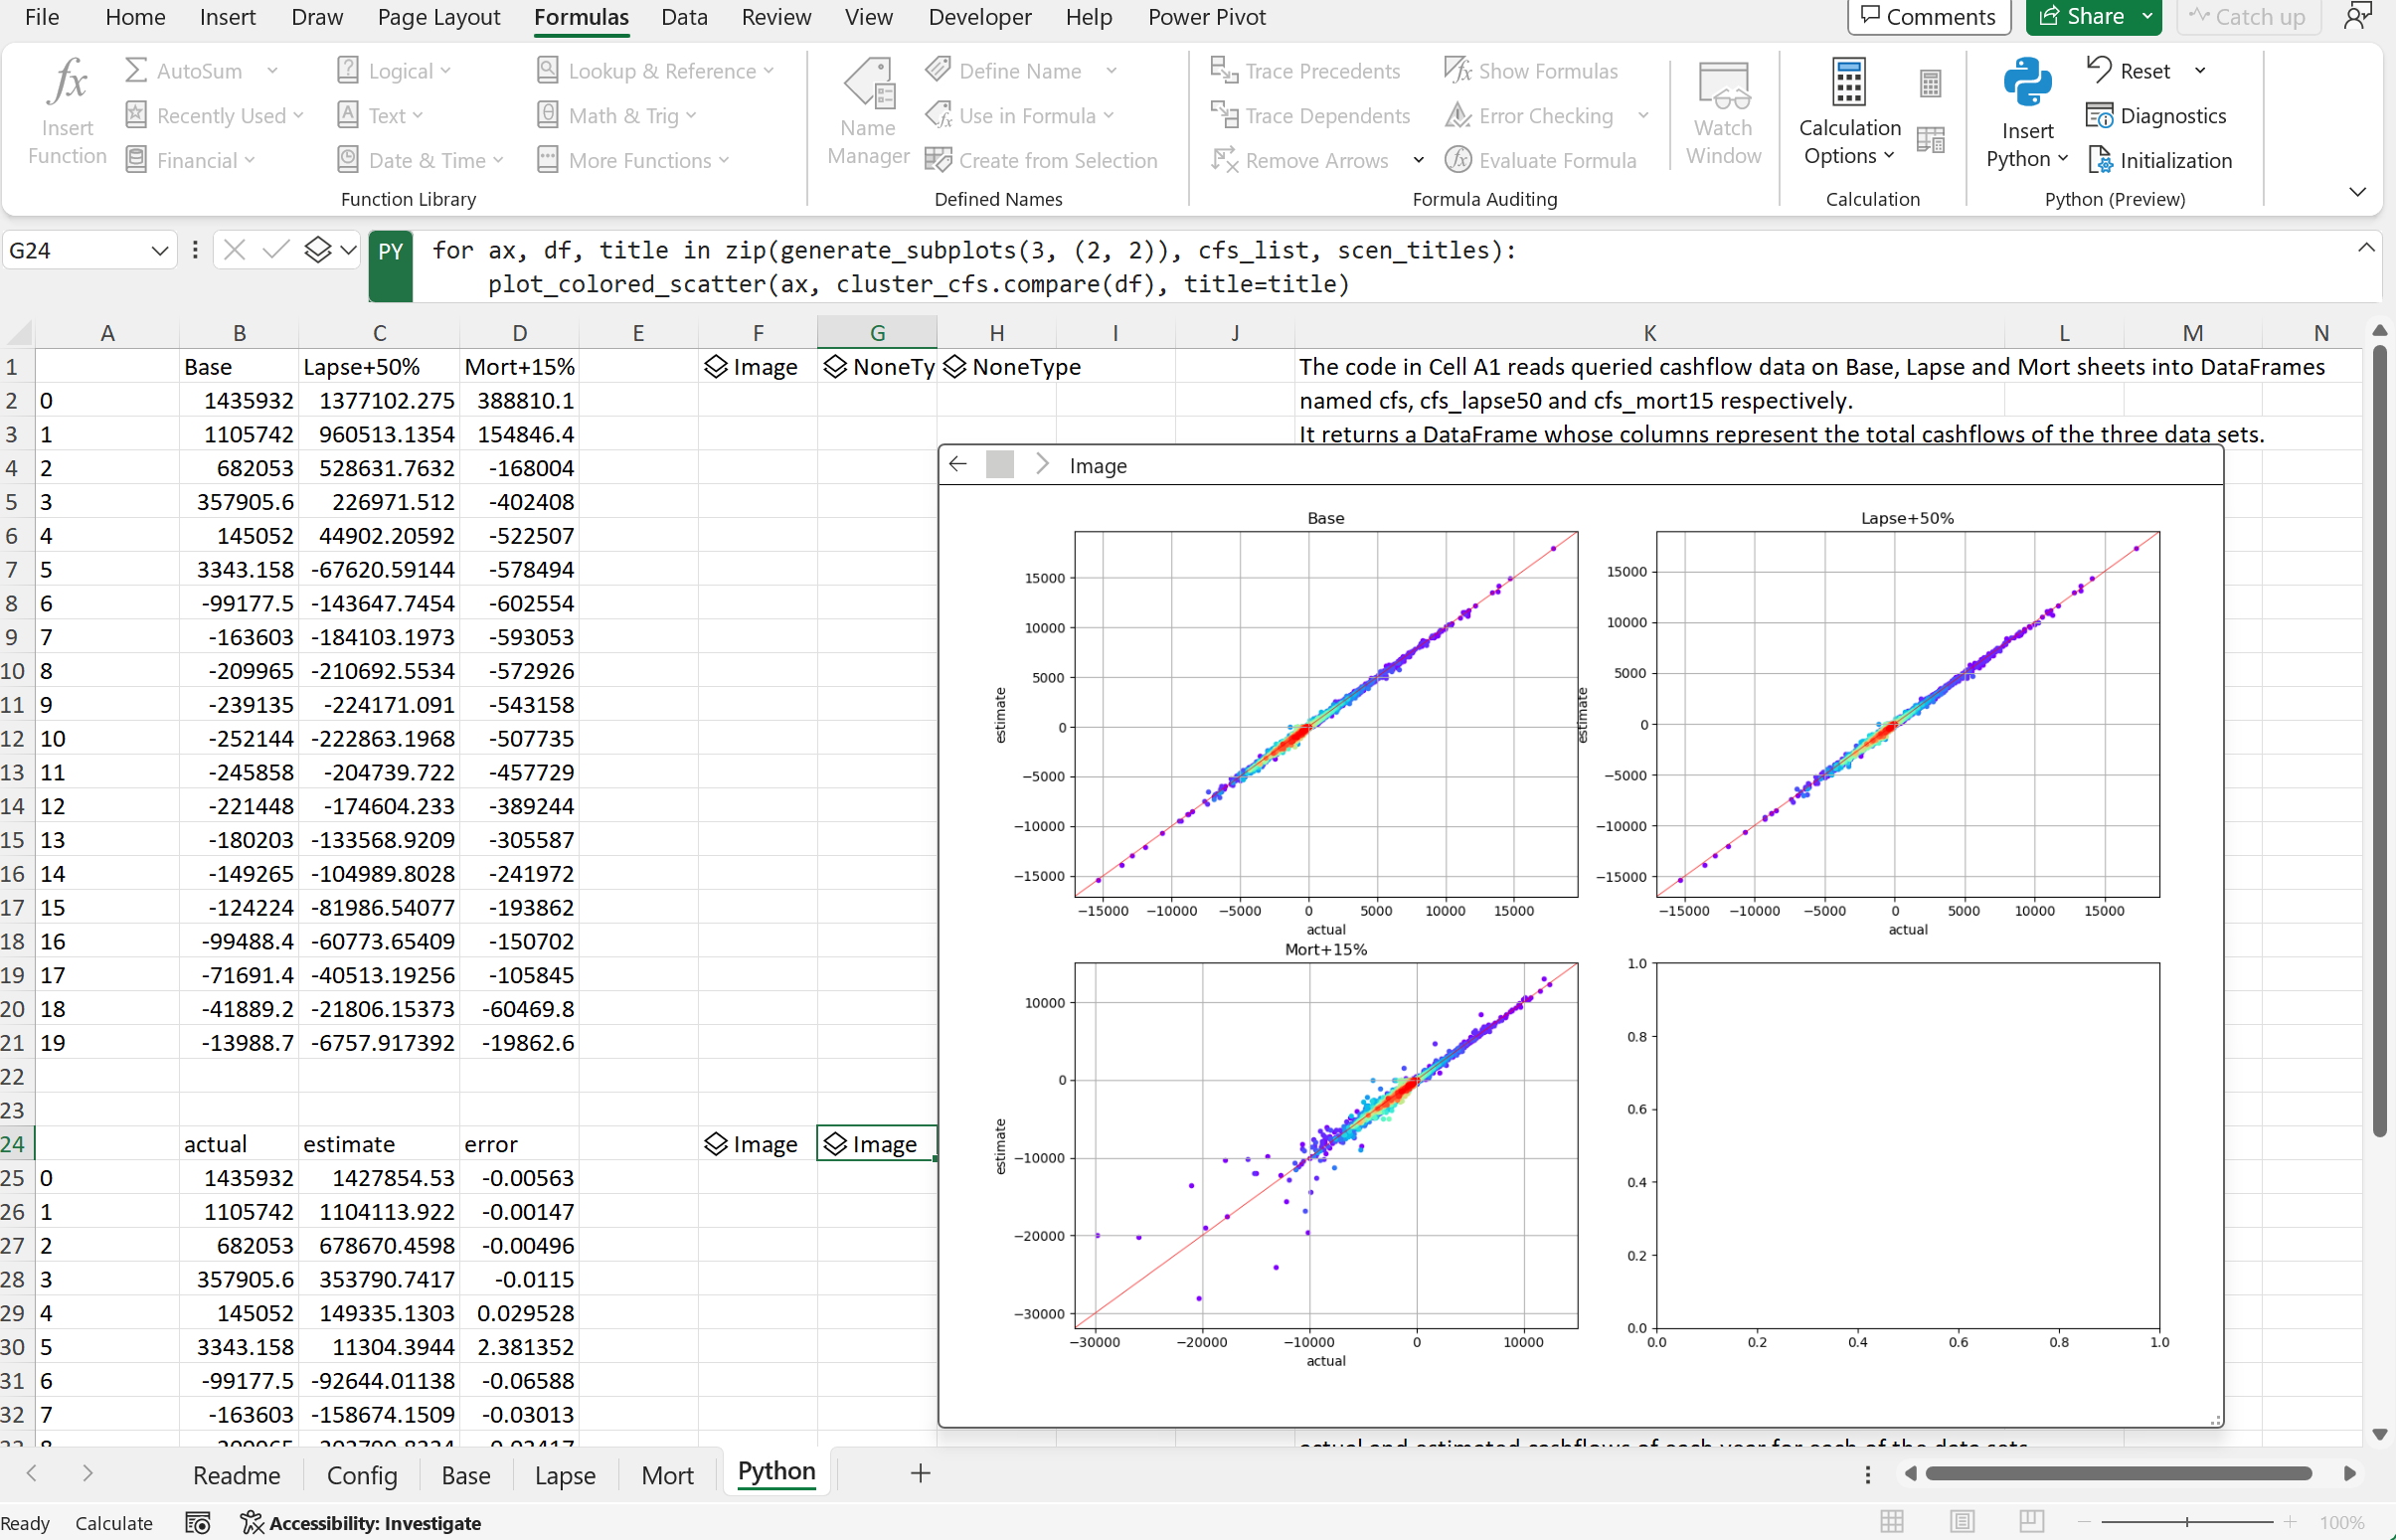 File Home Insert Draw Page Layout Formulas Data Review View Developer Help Power Pivot Comments Share Catch up
Insert Function
AutoSum
Recently Used
Financial
Logical
Text
Date & Time
Lookup & Reference
Math & Trig
More Functions
Function Library
Name Manager
Define Name
Use in Formula
Create from Selection
Defined Names
Trace Precedents
Trace Dependents
Remove Arrows
Show Formulas
Error Checking
Evaluate Formula
Formula Auditing
Watch Window
Calculation Options
Calculation
Insert Python
Reset
Diagnostics
Initialization
Python (Preview)
G24
PY
for ax, df, title in zip(generate_subplots(3, (2, 2)), cfs_list, scen_titles):
plot_colored_scatter(ax, cluster_cfs.compare(df), title=title)
A B C D E F G H I J K L M N
1 Base Lapse+50% Mort+15% Image NoneTy NoneType The code in Cell A1 reads queried cashflow data on Base, Lapse and Mort sheets into DataFrames
2 0 1435932 1377102.275 388810.1 named cfs, cfs_lapse50 and cfs_mort15 respectively.
3 1 1105742 960513.1354 154846.4 It returns a DataFrame whose columns represent the total cashflows of the three data sets.
4 2 682053 528631.7632 -168004
5 3 357905.6 226971.512 -402408
6 4 145052 44902.20592 -522507
7 5 3343.158 -67620.59144 -578494
8 6 -99177.5 -143647.7454 -602554
9 7 -163603 -184103.1973 -593053
10 8 -209965 -210692.5534 -572926
11 9 -239135 -224171.091 -543158
12 10 -252144 -222863.1968 -507735
13 11 -245858 -204739.722 -457729
14 12 -221448 -174604.233 -389244
15 13 -180203 -133568.9209 -305587
16 14 -149265 -104989.8028 -241972
17 15 -124224 -81986.54077 -193862
18 16 -99488.4 -60773.65409 -150702
19 17 -71691.4 -40513.19256 -105845
20 18 -41889.2 -21806.15373 -60469.8
21 19 -13988.7 -6757.917392 -19862.6
22
23
24 actual estimate error Image Image
25 0 1435932 1427854.53 -0.00563
26 1 1105742 1104113.922 -0.00147
27 2 682053 678670.4598 -0.00496
28 3 357905.6 353790.7417 -0.0115
29 4 145052 149335.1303 0.029528
30 5 3343.158 11304.3944 2.381352
31 6 -99177.5 -92644.01138 -0.06588
32 7 -163603 -158674.1509 -0.03013
Image
Base
15000
10000
5000
0
−5000
−10000
−15000
estimate
−15000 −10000 −5000 0 5000 10000 15000
actual
Lapse+50%
15000
10000
5000
0
−5000
−10000
−15000
estimate
−15000 −10000 −5000 0 5000 10000 15000
actual
Mort+15%
10000
0
−10000
−20000
−30000
estimate
−30000 −20000 −10000 0 10000
actual
1.0
0.8
0.6
0.4
0.2
0.0
0.0 0.2 0.4 0.6 0.8 1.0
actual and estimated cashflows of each year for each of the data sets
Readme Config Base Lapse Mort Python
Ready Calculate Accessibility: Investigate 100%